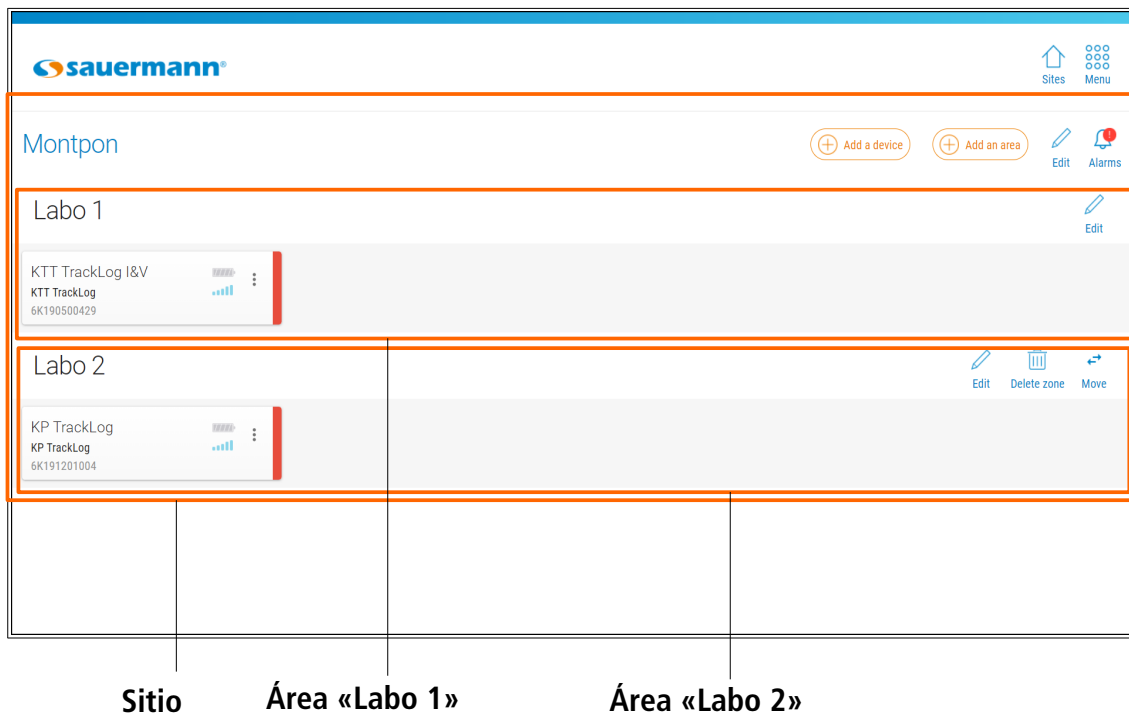 sauermann®
Sites
Menu
Montpon
Add a device
Add an area
Edit
Alarms
Labo 1
Edit
KTT TrackLog I&V
KTT TrackLog
6K190500429
Labo 2
Edit
Delete zone
Move
KP TrackLog
KP TrackLog
6K191201004
Sitio
Área «Labo 1»
Área «Labo 2»